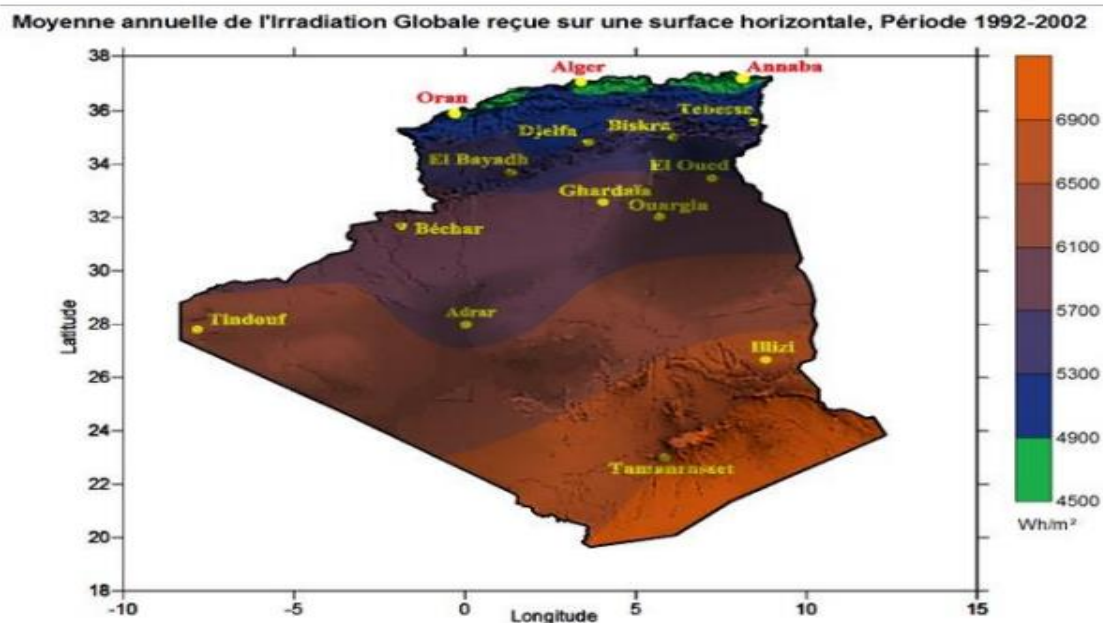 Moyenne annuelle de l'Irradiation Globale reçue sur une surface horizontale, Période 1992-2002
38
Alger
Annaba
Oran
36
Tebessa
Djelfa
Biskra
El Bayadh
34
El Oued
Ghardaïa
32
Ouargla
Béchar
30
Adrar
28
Tindouf
Illizi
26
24
Tamanrasset
22
20
18
Latitude
-10
-5
0
5
10
15
Longitude
6900
6500
6100
5700
5300
4900
4500
Wh/m²